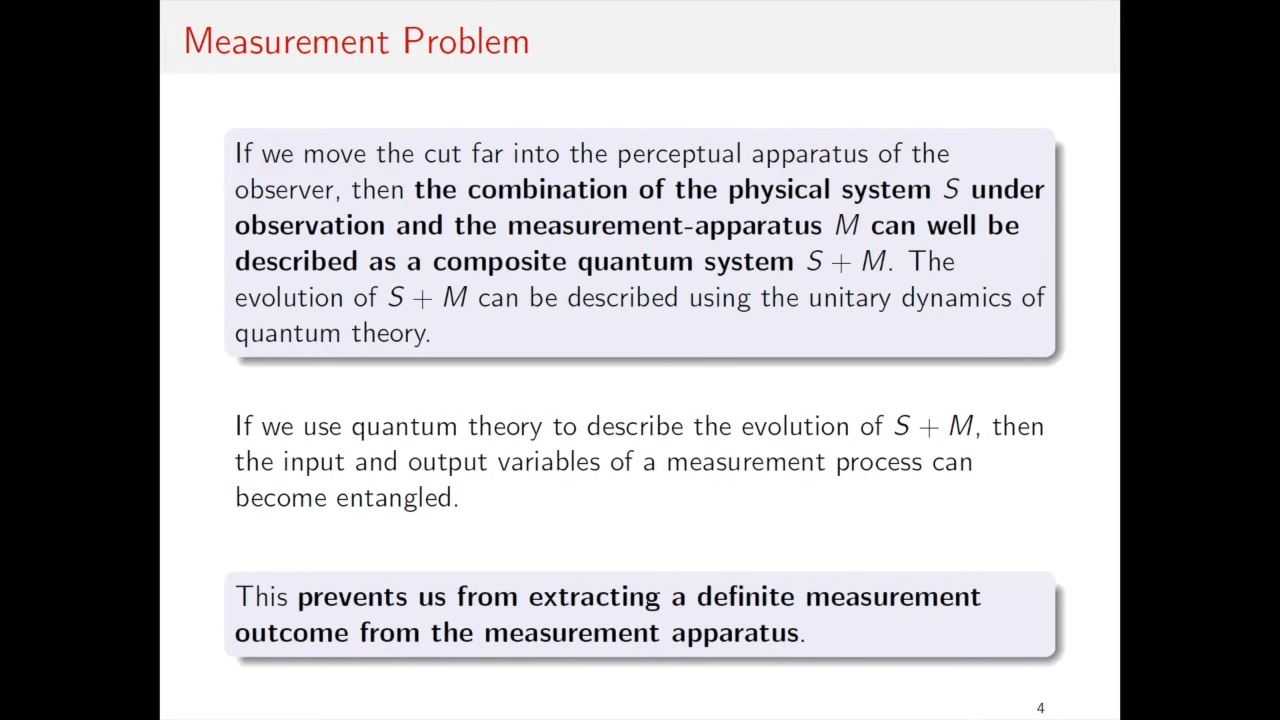 Measurement Problem
If we move the cut far into the perceptual apparatus of the
observer, then the combination of the physical system S under
observation and the measurement-apparatus M can well be
described as a composite quantum system S + M. The
evolution of S + M can be described using the unitary dynamics of
quantum theory.
If we use quantum theory to describe the evolution of S + M, then
the input and output variables of a measurement process can
become entangled.
This prevents us from extracting a definite measurement
outcome from the measurement apparatus.
4